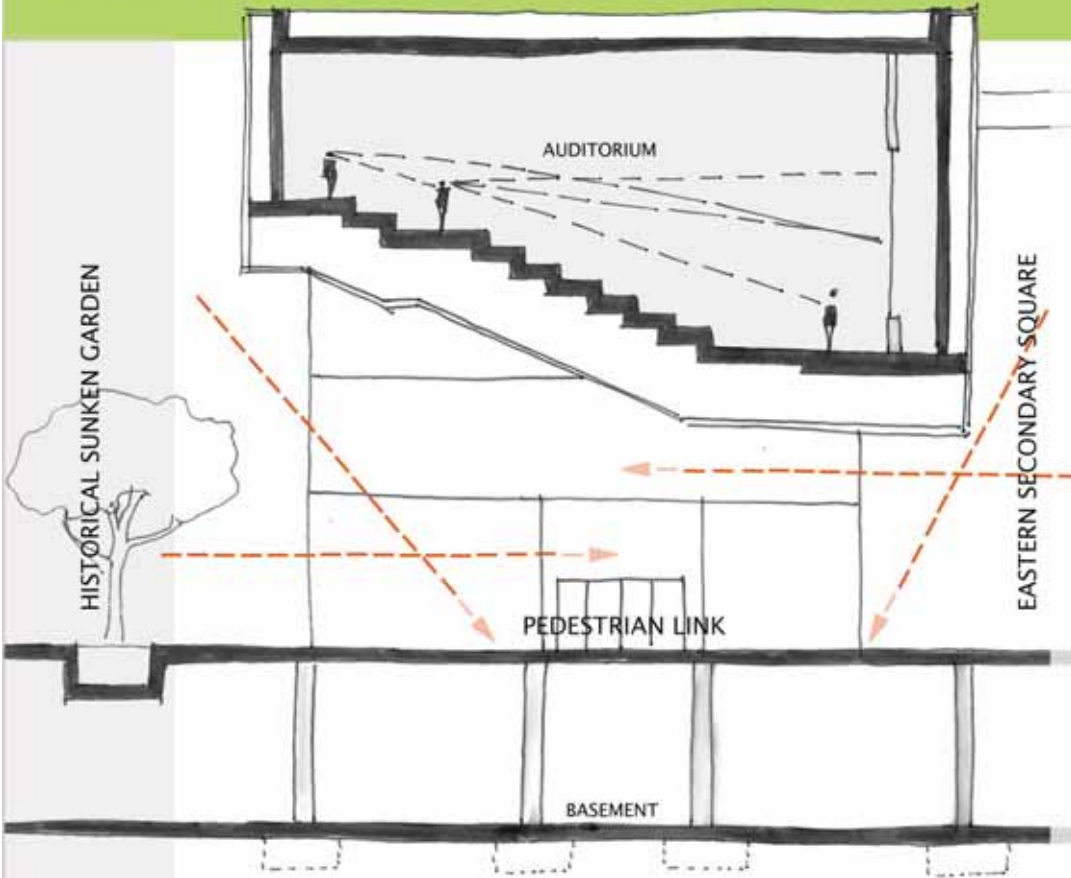 AUDITORIUM
HISTORICAL SUNKEN GARDEN
EASTERN SECONDARY SQUARE
PEDESTRIAN LINK
BASEMENT